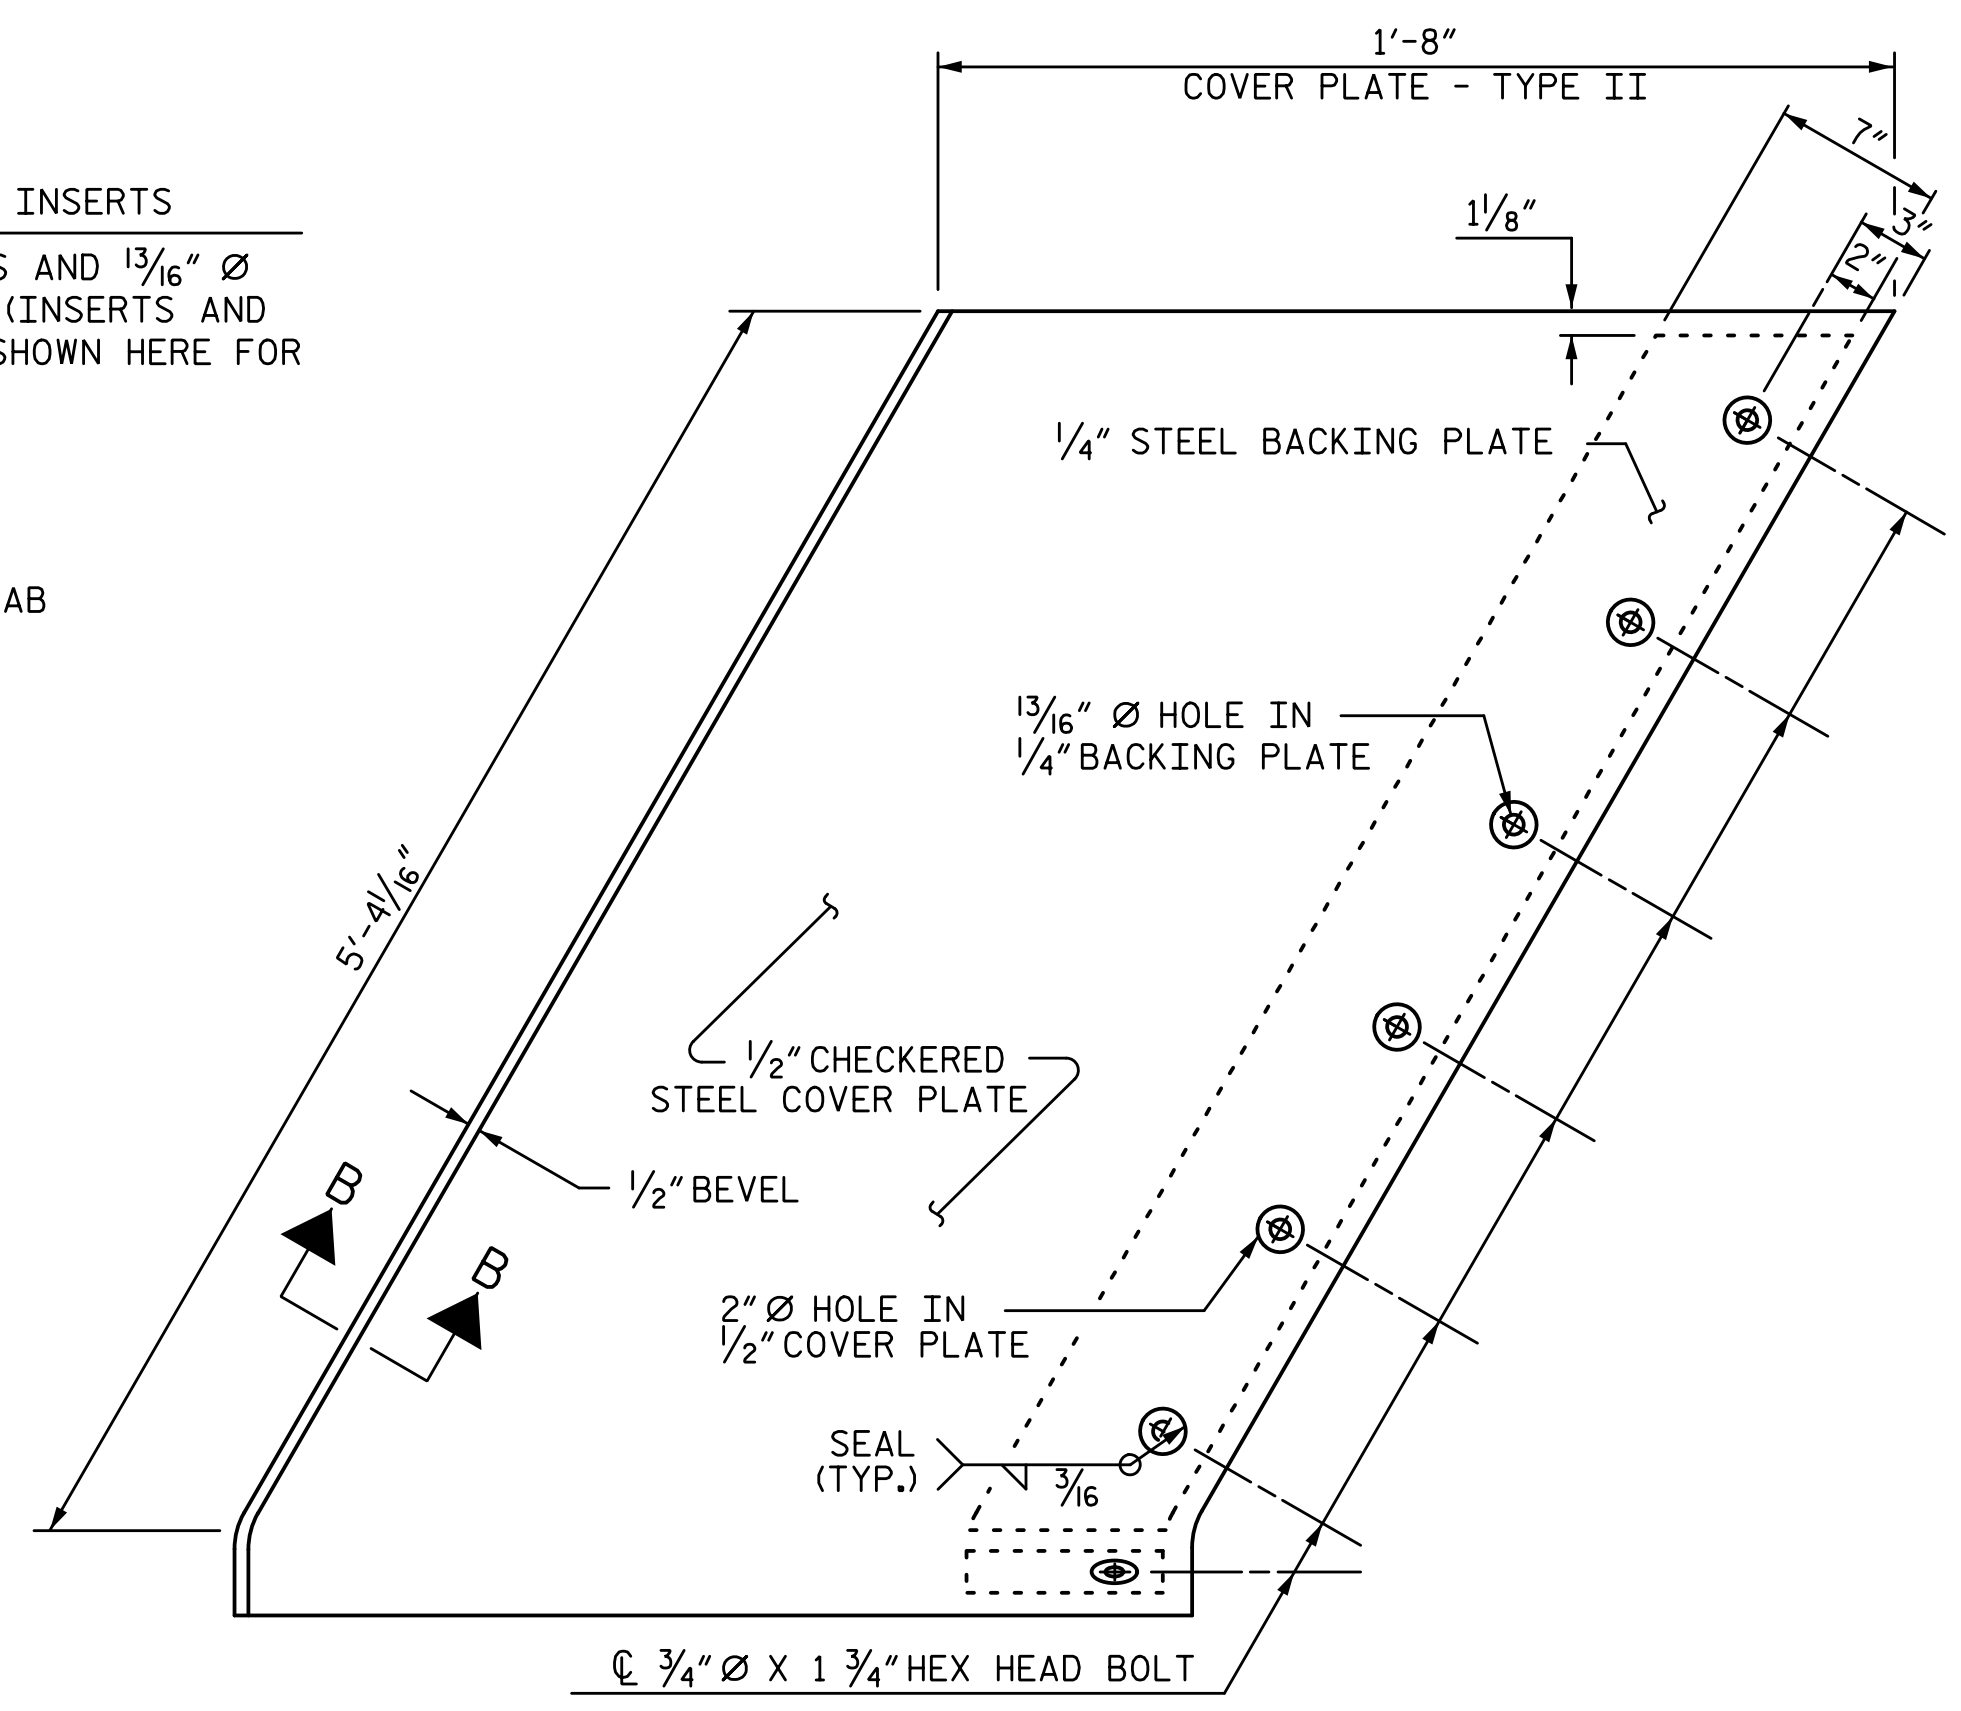 1'-8"
COVER PLATE - TYPE II
7"
3"
2"
1 1/8"
INSERTS
S AND 13/16" Ø
(INSERTS AND
SHOWN HERE FOR
1/4" STEEL BACKING PLATE
AB
13/16" Ø HOLE IN
1/4" BACKING PLATE
5'-4 1/16"
1/2" CHECKERED
STEEL COVER PLATE
B
1/2" BEVEL
B
2" Ø HOLE IN
1/2" COVER PLATE
SEAL
(TYP.)
3/16
℄ 3/4" Ø X 1 3/4" HEX HEAD BOLT